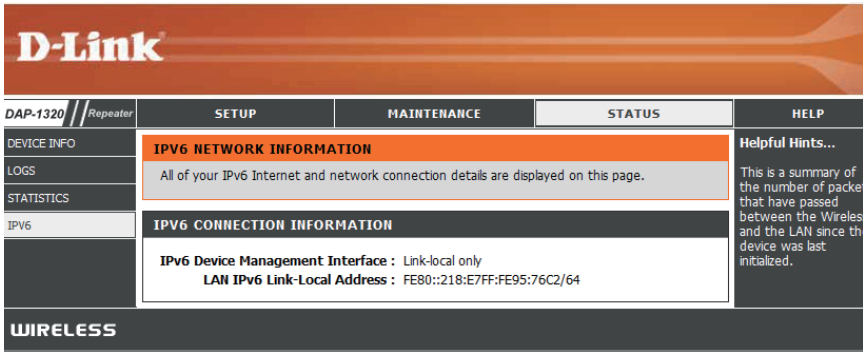 D-Link
DAP-1320 // Repeater
SETUP
MAINTENANCE
STATUS
HELP
DEVICE INFO
LOGS
STATISTICS
IPV6
IPV6 NETWORK INFORMATION
All of your IPv6 Internet and network connection details are displayed on this page.
IPV6 CONNECTION INFORMATION
IPv6 Device Management Interface : Link-local only
LAN IPv6 Link-Local Address : FE80::218:E7FF:FE95:76C2/64
Helpful Hints...
This is a summary of
the number of packe
that have passed
between the Wireles
and the LAN since th
device was last
initialized.
WIRELESS